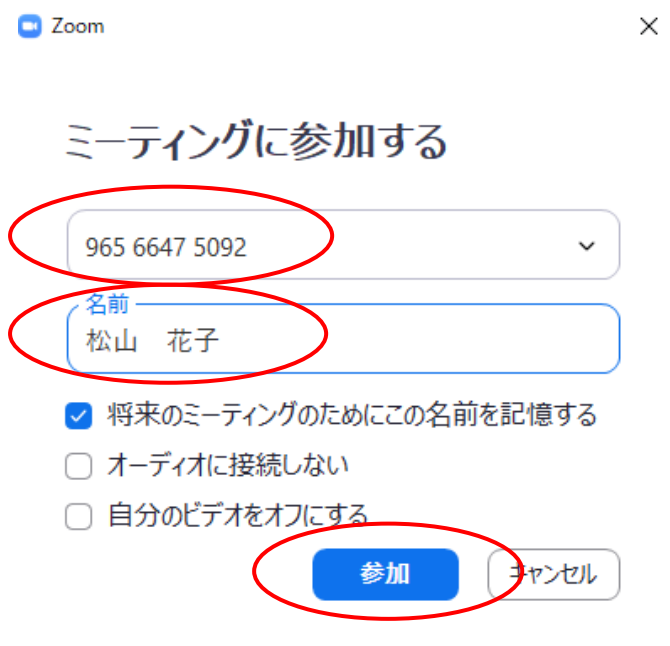 Zoom
ミーティングに参加する
965 6647 5092
名前
松山　花子
将来のミーティングのためにこの名前を記憶する
オーディオに接続しない
自分のビデオをオフにする
参加 キャンセル